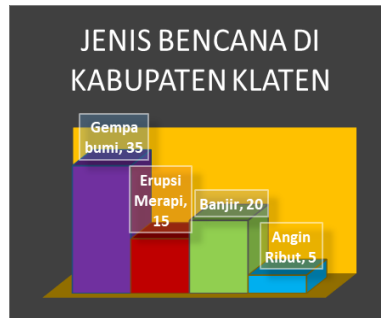 JENIS BENCANA DI
KABUPATEN KLATEN
Gempa
bumi, 35
Erupsi
Merapi,
15
Banjir, 20
Angin
Ribut, 5